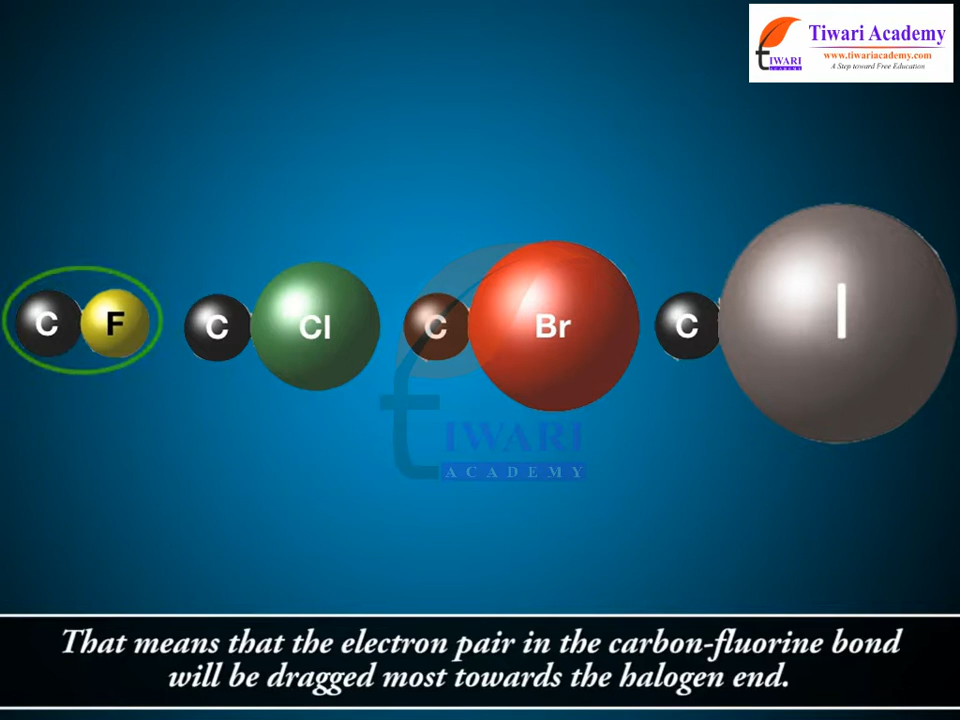 Tiwari Academy
www.tiwariacademy.com
A Step toward Free Education
tIWARI
ACADEMY
C F C Cl C Br C I
tIWARI
ACADEMY
That means that the electron pair in the carbon-fluorine bond
will be dragged most towards the halogen end.